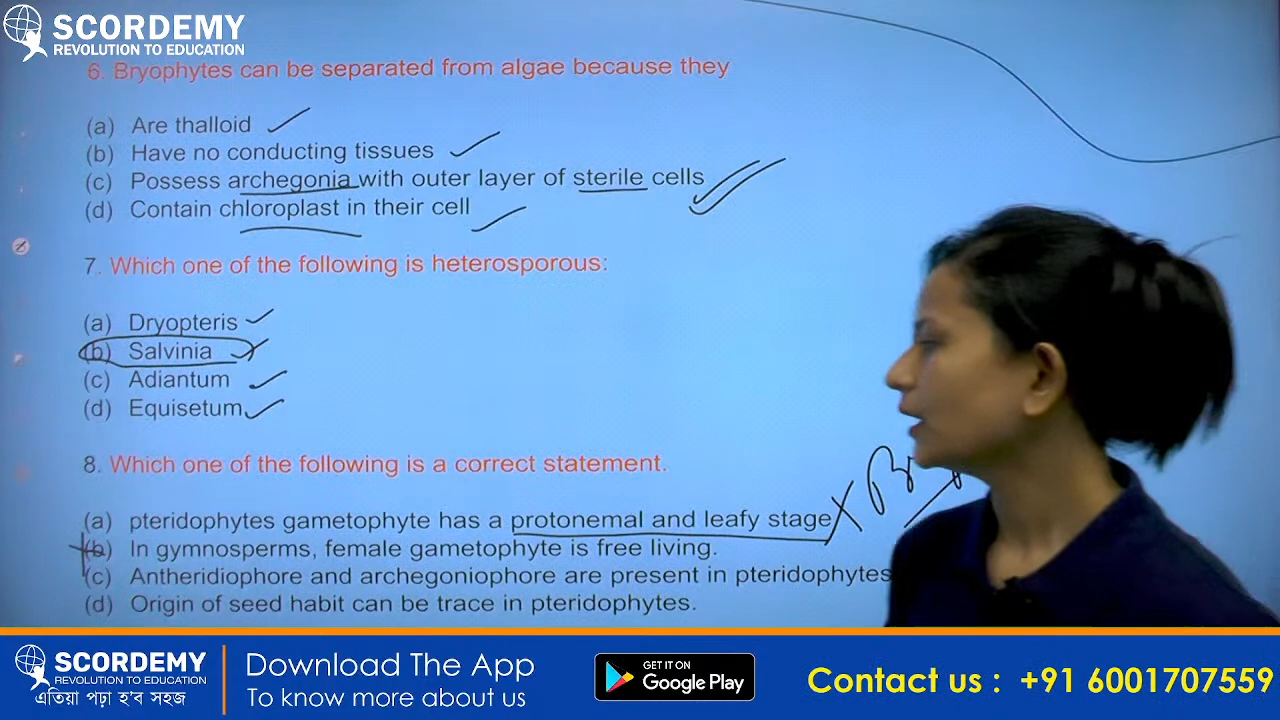 SCORDEMY
REVOLUTION TO EDUCATION
6. Bryophytes can be separated from algae because they
(a) Are thalloid
(b) Have no conducting tissues
(c) Possess archegonia with outer layer of sterile cells
(d) Contain chloroplast in their cell
7. Which one of the following is heterosporous:
(a) Dryopteris
(b) Salvinia
(c) Adiantum
(d) Equisetum
8. Which one of the following is a correct statement.
(a) pteridophytes gametophyte has a protonemal and leafy stage
(b) In gymnosperms, female gametophyte is free living.
(c) Antheridiophore and archegoniophore are present in pteridophytes
(d) Origin of seed habit can be trace in pteridophytes.
SCORDEMY
REVOLUTION TO EDUCATION
এতিয়া পঢ়া হ'ব সহজ
Download The App
To know more about us
GET IT ON
Google Play
Contact us : +91 6001707559